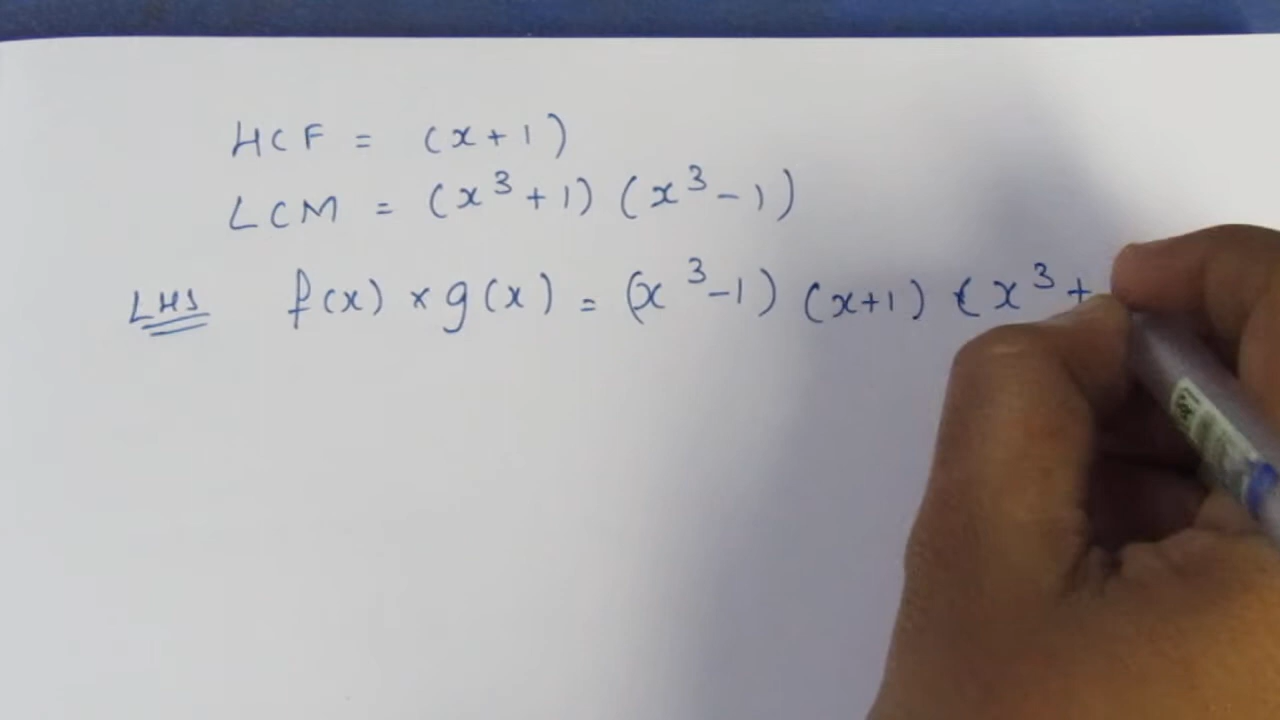 HCF = (x+1)
LCM = (x³+1) (x³-1)
LHS f(x) × g(x) = (x³-1) (x+1) (x³+